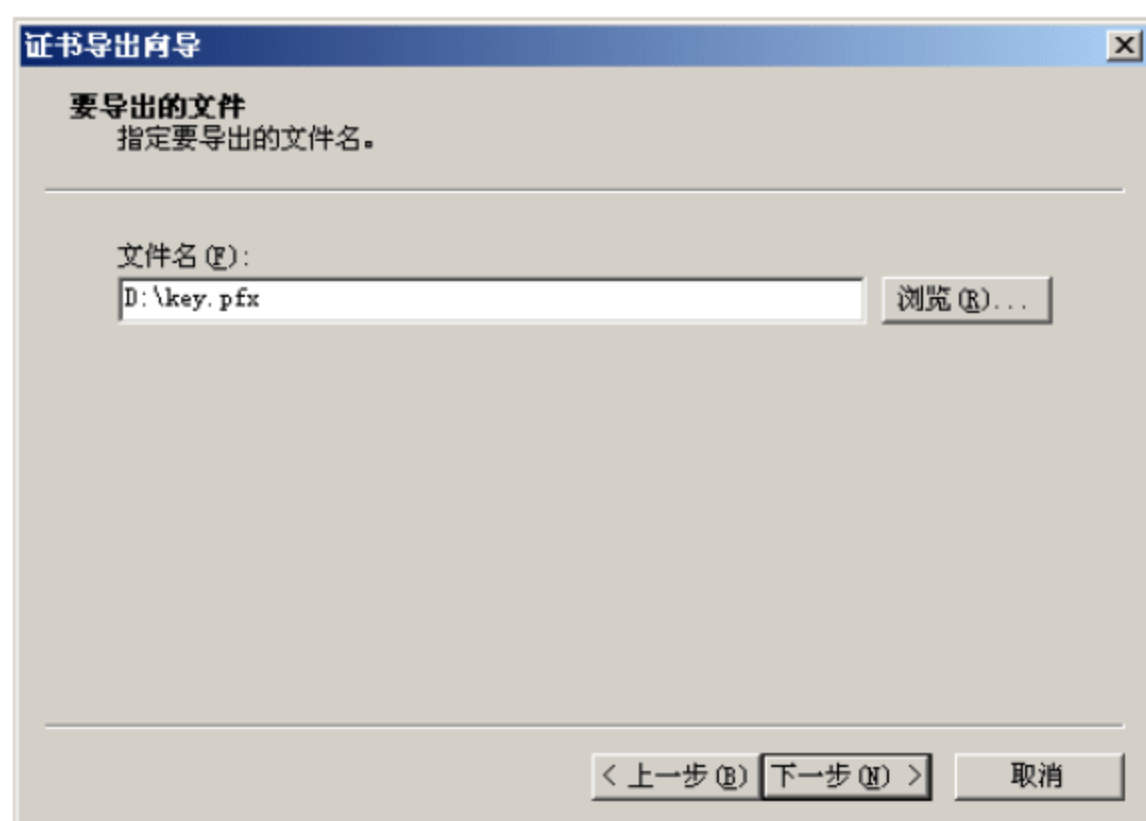 证书导出向导
要导出的文件
指定要导出的文件名。
文件名(F):
D:\key.pfx
浏览(R)...
< 上一步(B) 下一步(N) > 取消